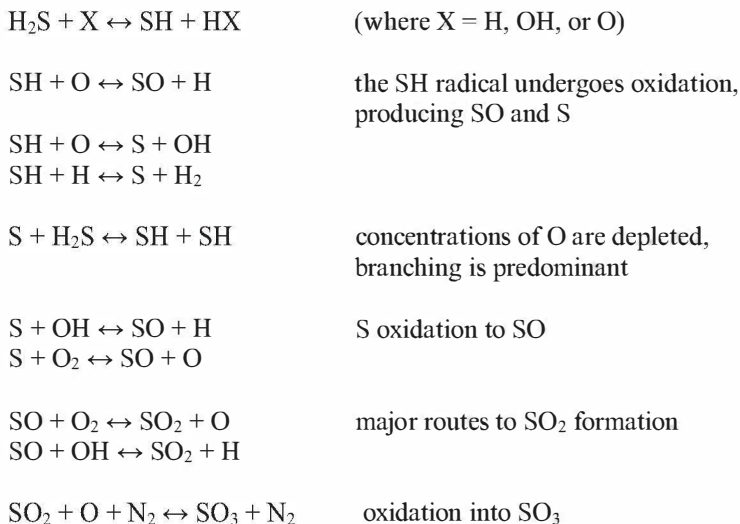 H₂S + X ↔ SH + HX (where X = H, OH, or O)
SH + O ↔ SO + H the SH radical undergoes oxidation,
producing SO and S
SH + O ↔ S + OH
SH + H ↔ S + H₂
S + H₂S ↔ SH + SH concentrations of O are depleted,
branching is predominant
S + OH ↔ SO + H S oxidation to SO
S + O₂ ↔ SO + O
SO + O₂ ↔ SO₂ + O major routes to SO₂ formation
SO + OH ↔ SO₂ + H
SO₂ + O + N₂ ↔ SO₃ + N₂ oxidation into SO₃